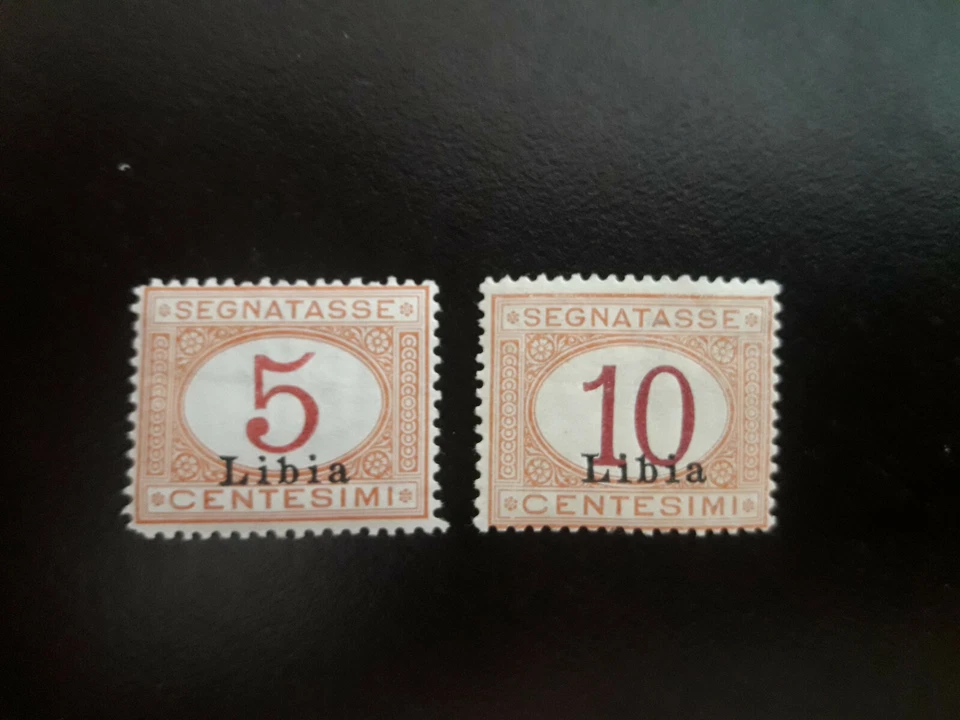 SEGNATASSE
5
Libia
CENTESIMI
SEGNATASSE
10
Libia
CENTESIMI